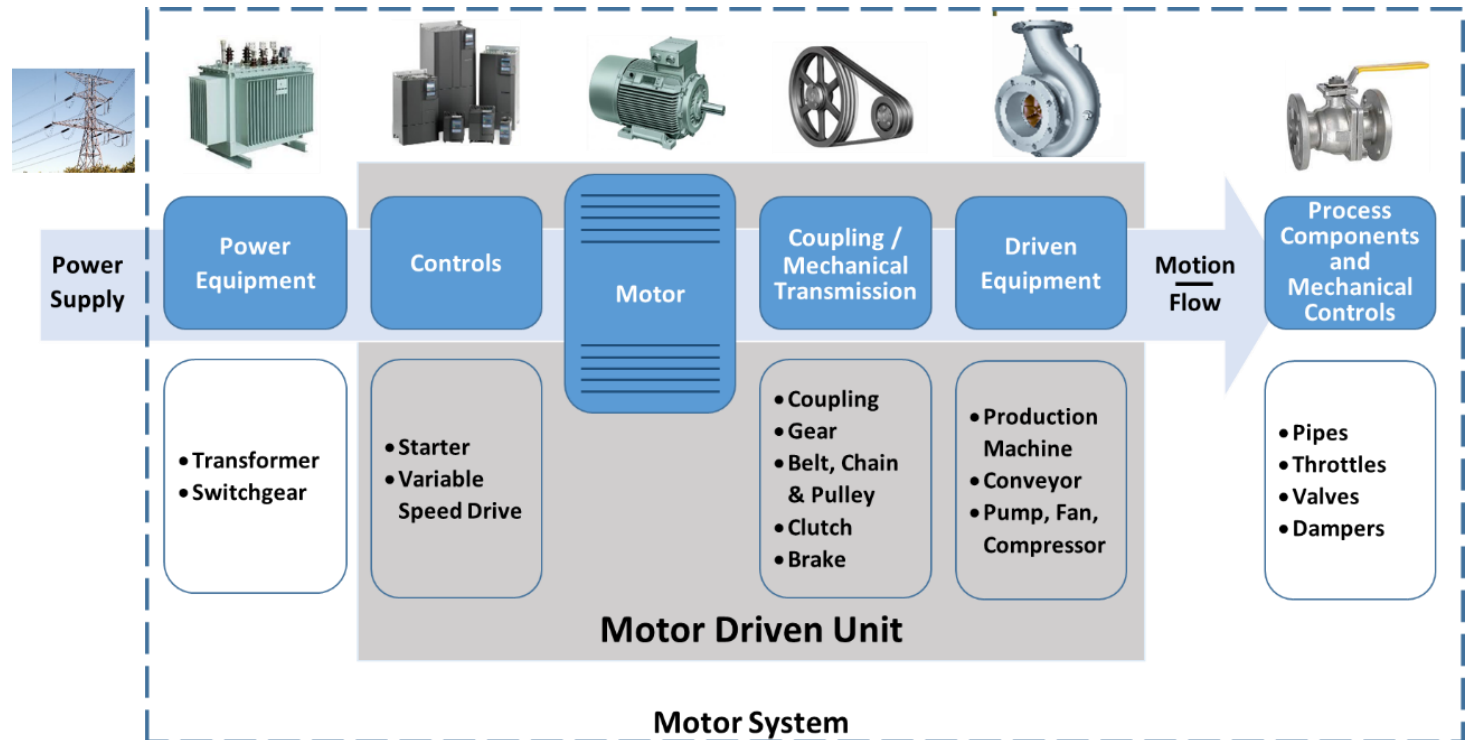 Power
Supply
Power
Equipment
Controls
Motor
Coupling /
Mechanical
Transmission
Driven
Equipment
Motion
Flow
Process
Components
and
Mechanical
Controls
• Transformer
• Switchgear
• Starter
• Variable
Speed Drive
• Coupling
• Gear
• Belt, Chain
& Pulley
• Clutch
• Brake
• Production
Machine
• Conveyor
• Pump, Fan,
Compressor
• Pipes
• Throttles
• Valves
• Dampers
Motor Driven Unit
Motor System